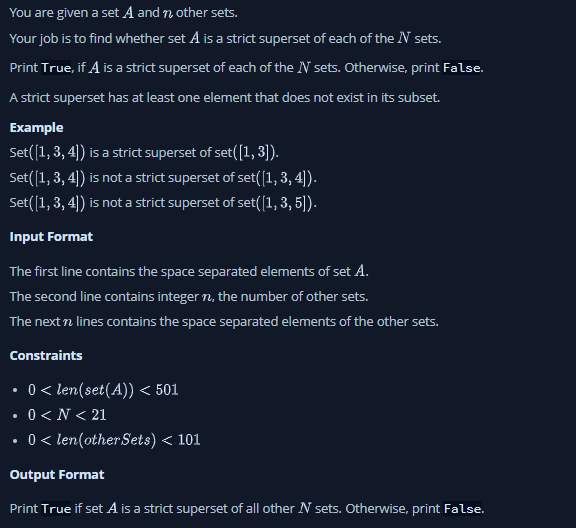 You are given a set A and n other sets.
Your job is to find whether set A is a strict superset of each of the N sets.
Print True, if A is a strict superset of each of the N sets. Otherwise, print False.
A strict superset has at least one element that does not exist in its subset.
Example
Set([1, 3, 4]) is a strict superset of set([1, 3]).
Set([1, 3, 4]) is not a strict superset of set([1, 3, 4]).
Set([1, 3, 4]) is not a strict superset of set([1, 3, 5]).
Input Format
The first line contains the space separated elements of set A.
The second line contains integer n, the number of other sets.
The next n lines contains the space separated elements of the other sets.
Constraints
• 0 < len(set(A)) < 501
• 0 < N < 21
• 0 < len(otherSets) < 101
Output Format
Print True if set A is a strict superset of all other N sets. Otherwise, print False.